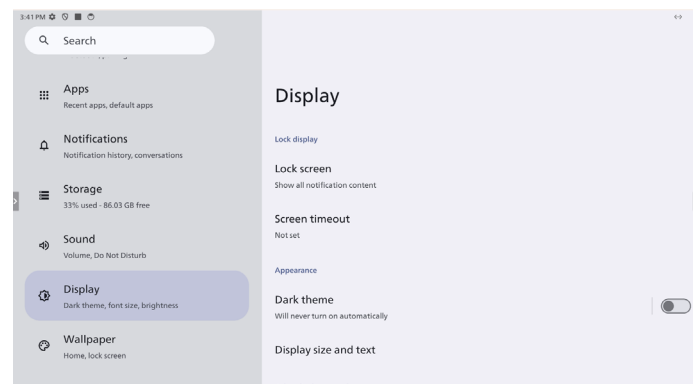 3:41 PM
Search
Apps
Recent apps, default apps
Notifications
Notification history, conversations
Storage
33% used - 86.03 GB free
Sound
Volume, Do Not Disturb
Display
Dark theme, font size, brightness
Wallpaper
Home, lock screen
Display
Lock display
Lock screen
Show all notification content
Screen timeout
Not set
Appearance
Dark theme
Will never turn on automatically
Display size and text